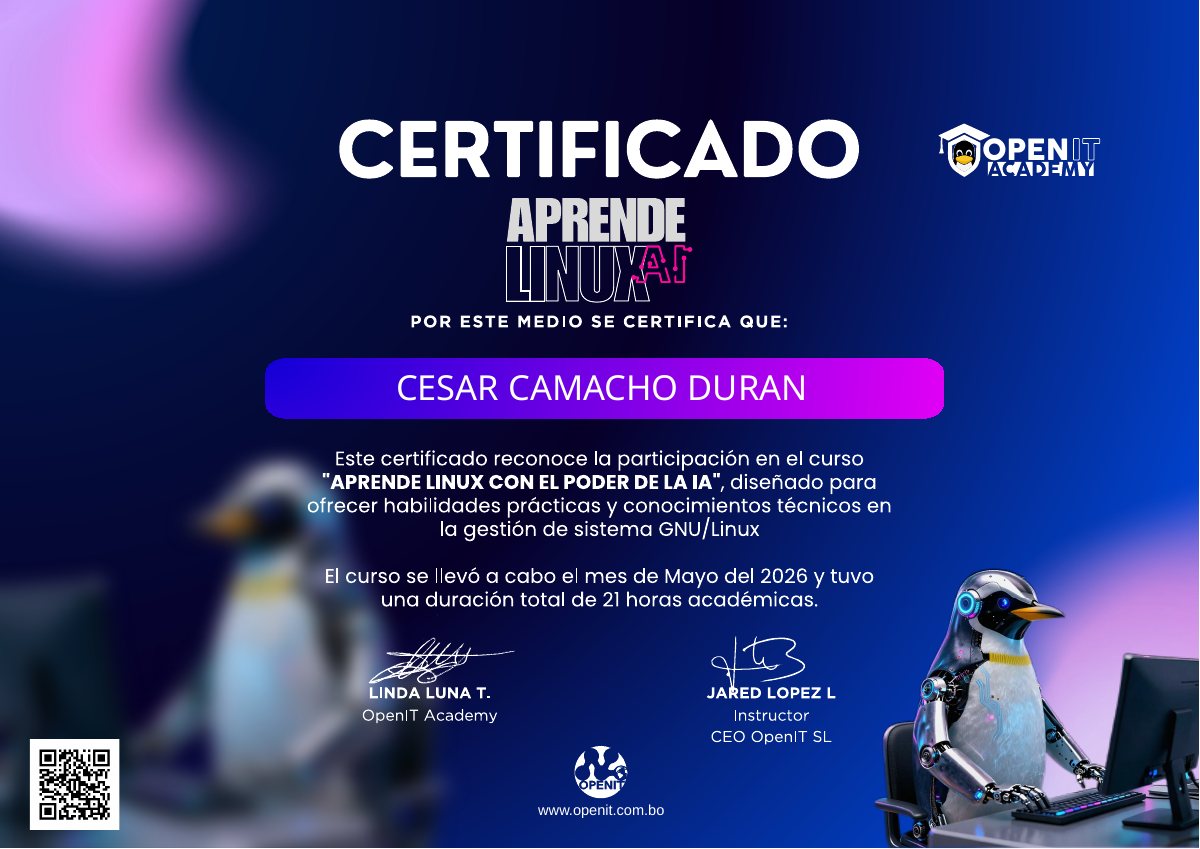 CERTIFICADO
OPENIT
ACADEMY
APRENDE
LINUX AI
POR ESTE MEDIO SE CERTIFICA QUE:
CESAR CAMACHO DURAN
Este certificado reconoce la participación en el curso
"APRENDE LINUX CON EL PODER DE LA IA", diseñado para
ofrecer habilidades prácticas y conocimientos técnicos en
la gestión de sistema GNU/Linux
El curso se llevó a cabo el mes de Mayo del 2026 y tuvo
una duración total de 21 horas académicas.
LINDA LUNA T.
OpenIT Academy
JARED LOPEZ L
Instructor
CEO OpenIT SL
OPENIT
www.openit.com.bo